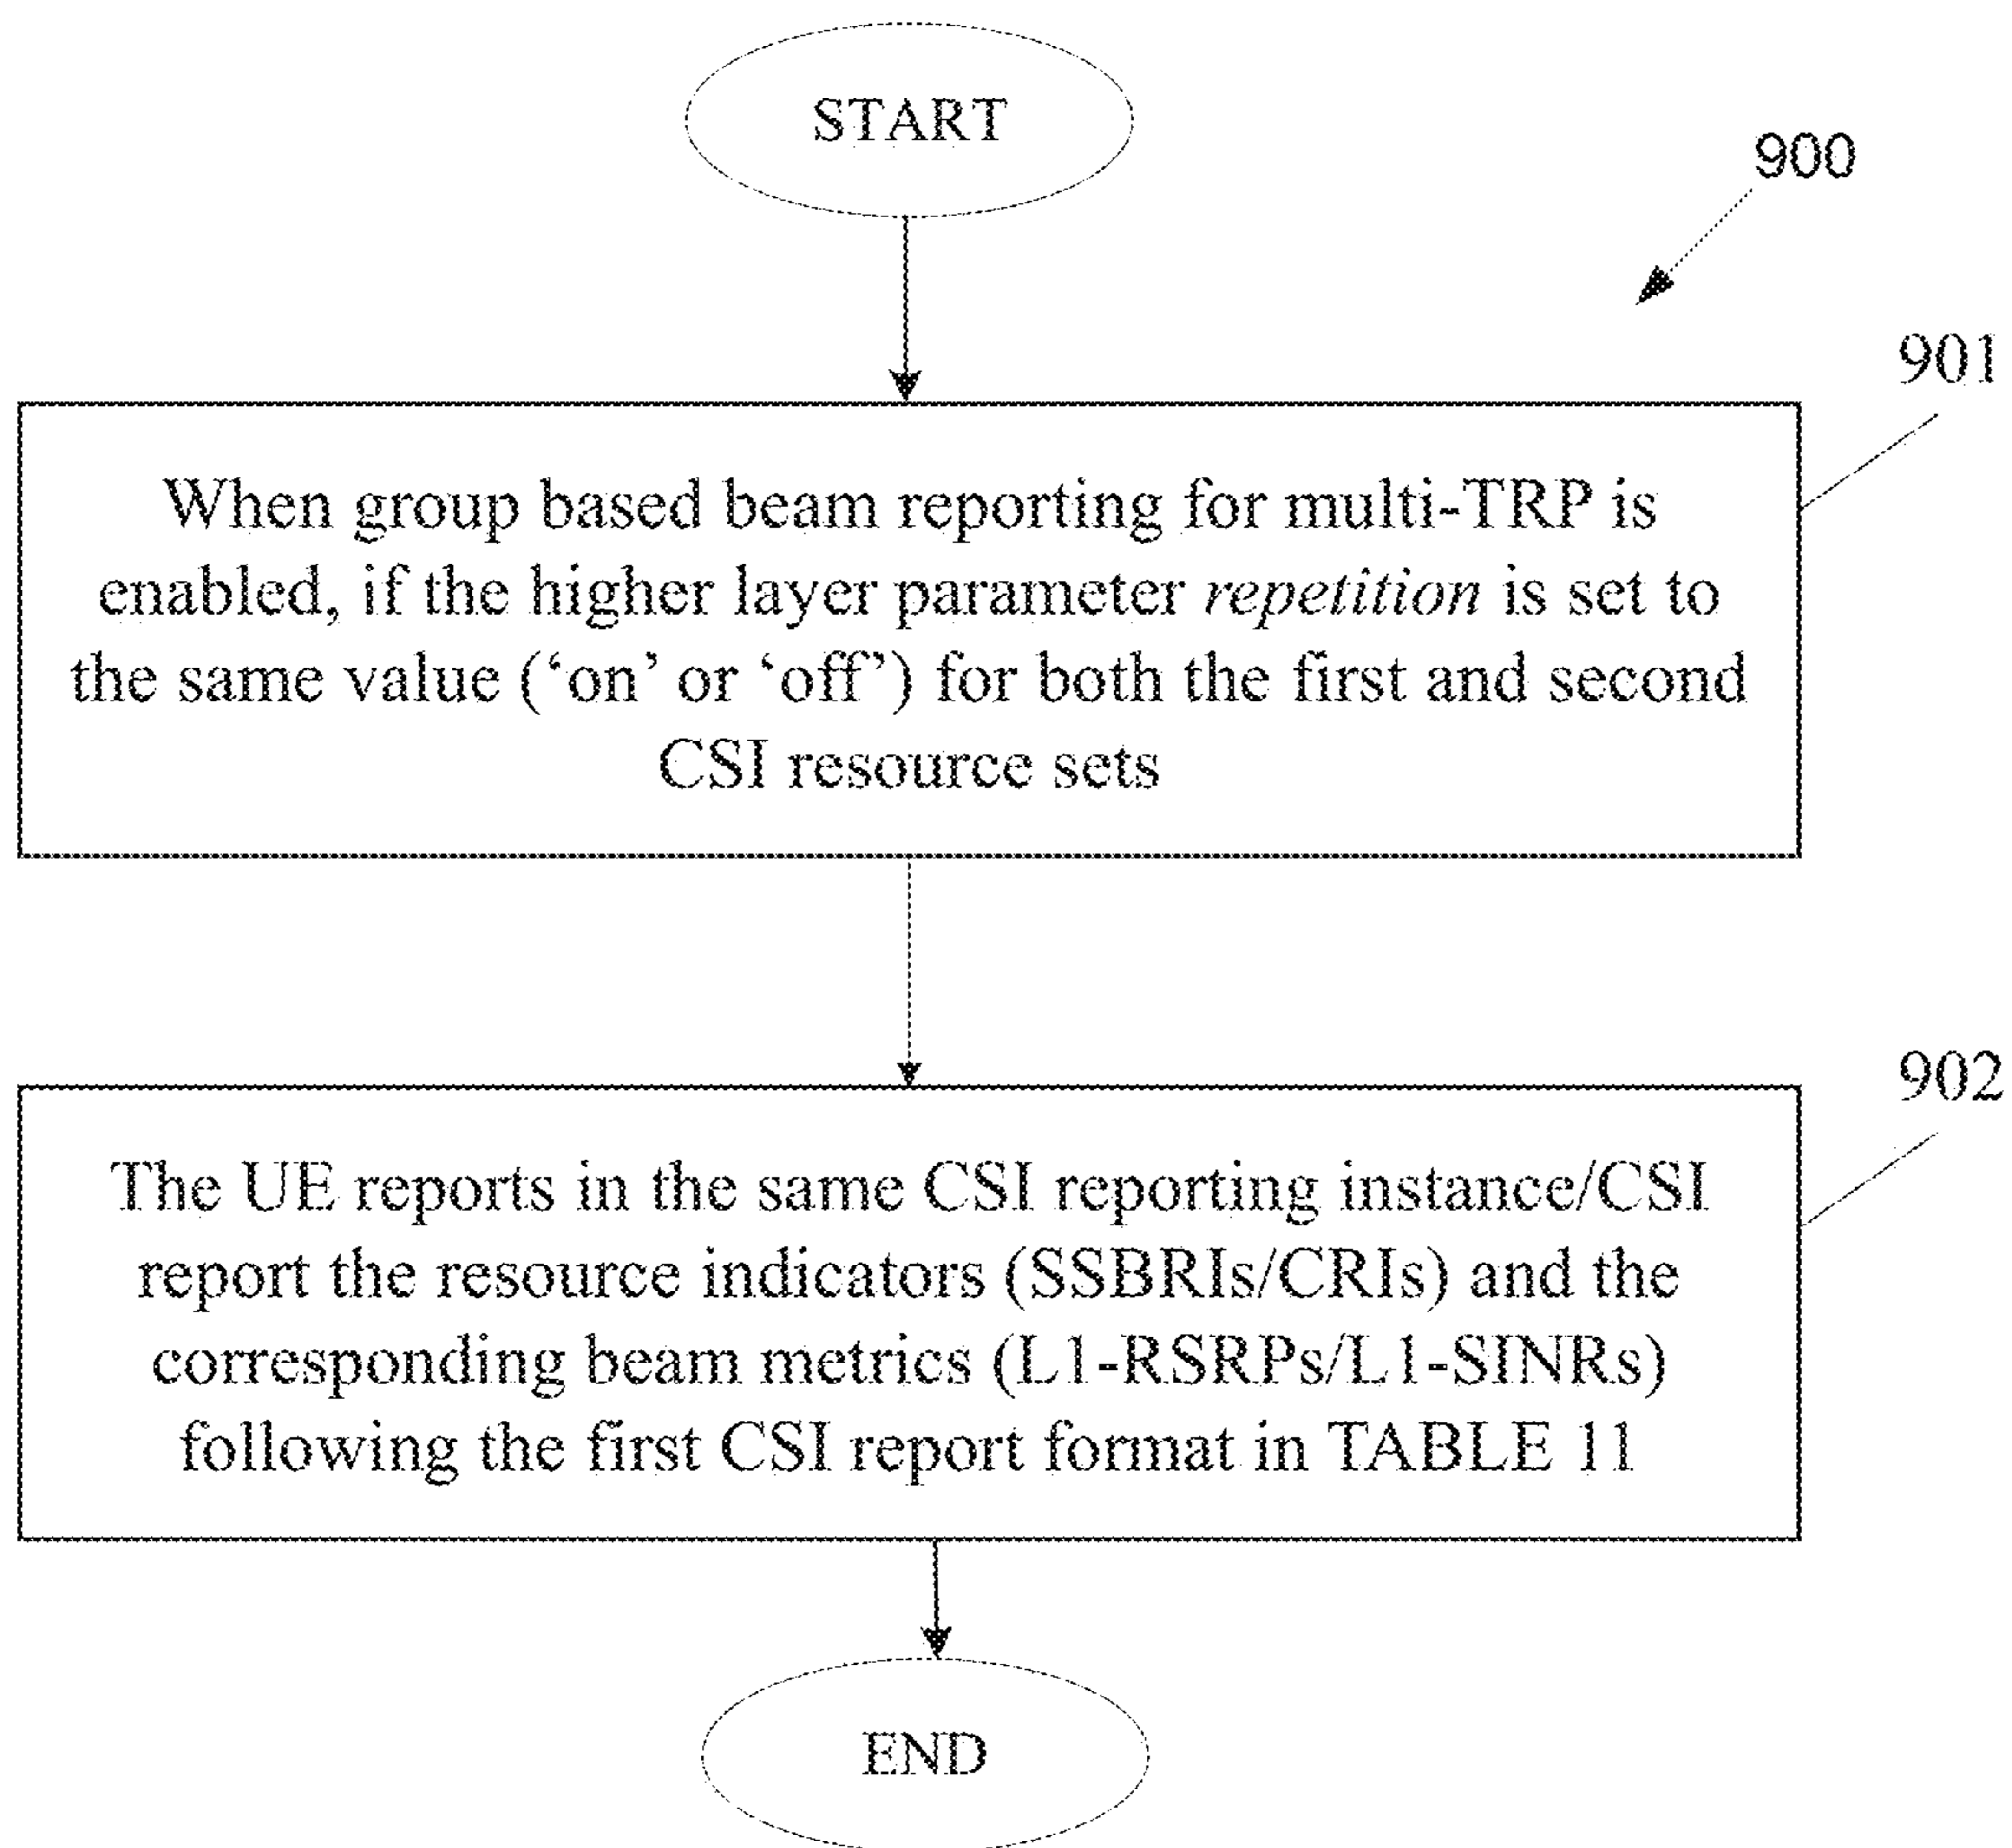 START
900
901
When group based beam reporting for multi-TRP is
enabled, if the higher layer parameter repetition is set to
the same value (‘on’ or ‘off’) for both the first and second
CSI resource sets
902
The UE reports in the same CSI reporting instance/CSI
report the resource indicators (SSBRIs/CRIs) and the
corresponding beam metrics (L1-RSRPs/L1-SINRs)
following the first CSI report format in TABLE 11
END